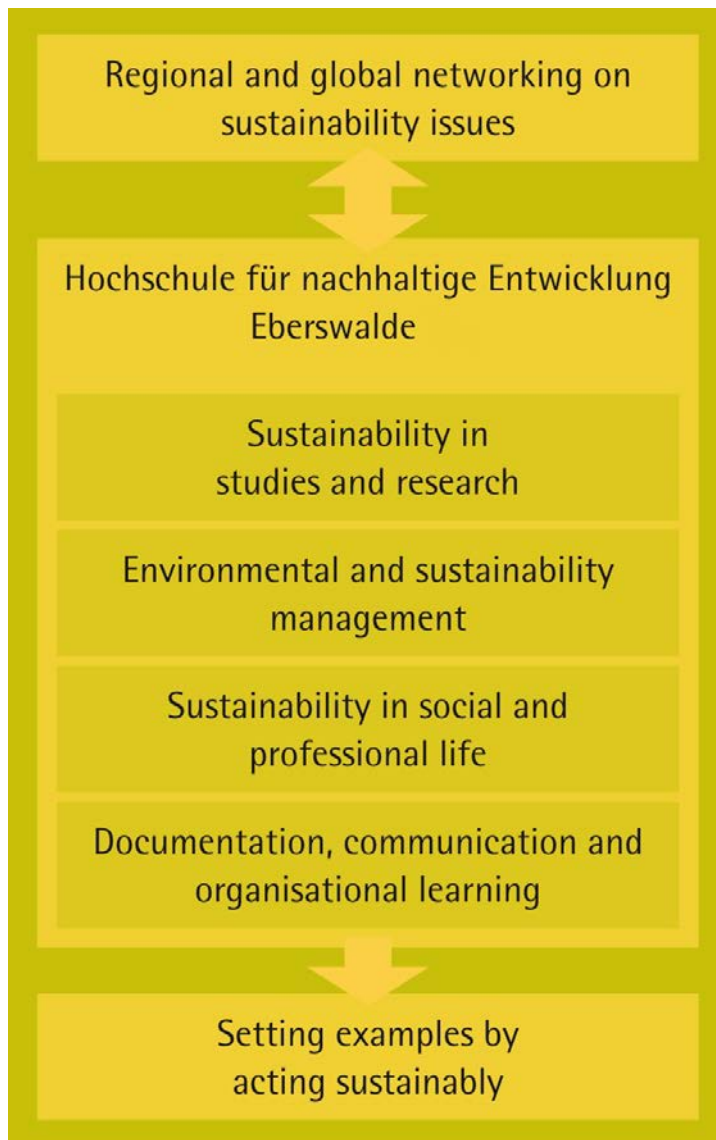 Regional and global networking on
sustainability issues
Hochschule für nachhaltige Entwicklung
Eberswalde
Sustainability in
studies and research
Environmental and sustainability
management
Sustainability in social and
professional life
Documentation, communication and
organisational learning
Setting examples by
acting sustainably